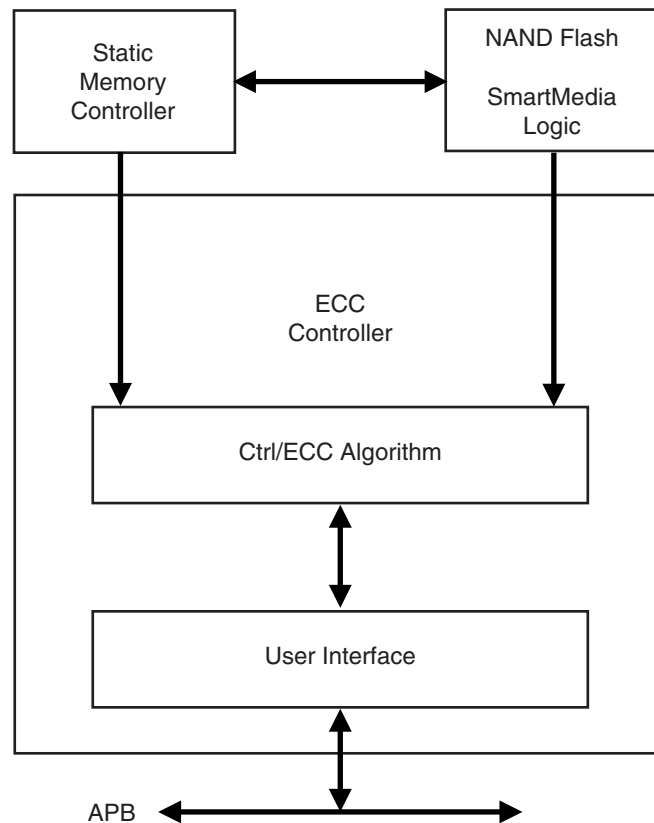 Static
Memory
Controller
NAND Flash
SmartMedia
Logic
ECC
Controller
Ctrl/ECC Algorithm
User Interface
APB